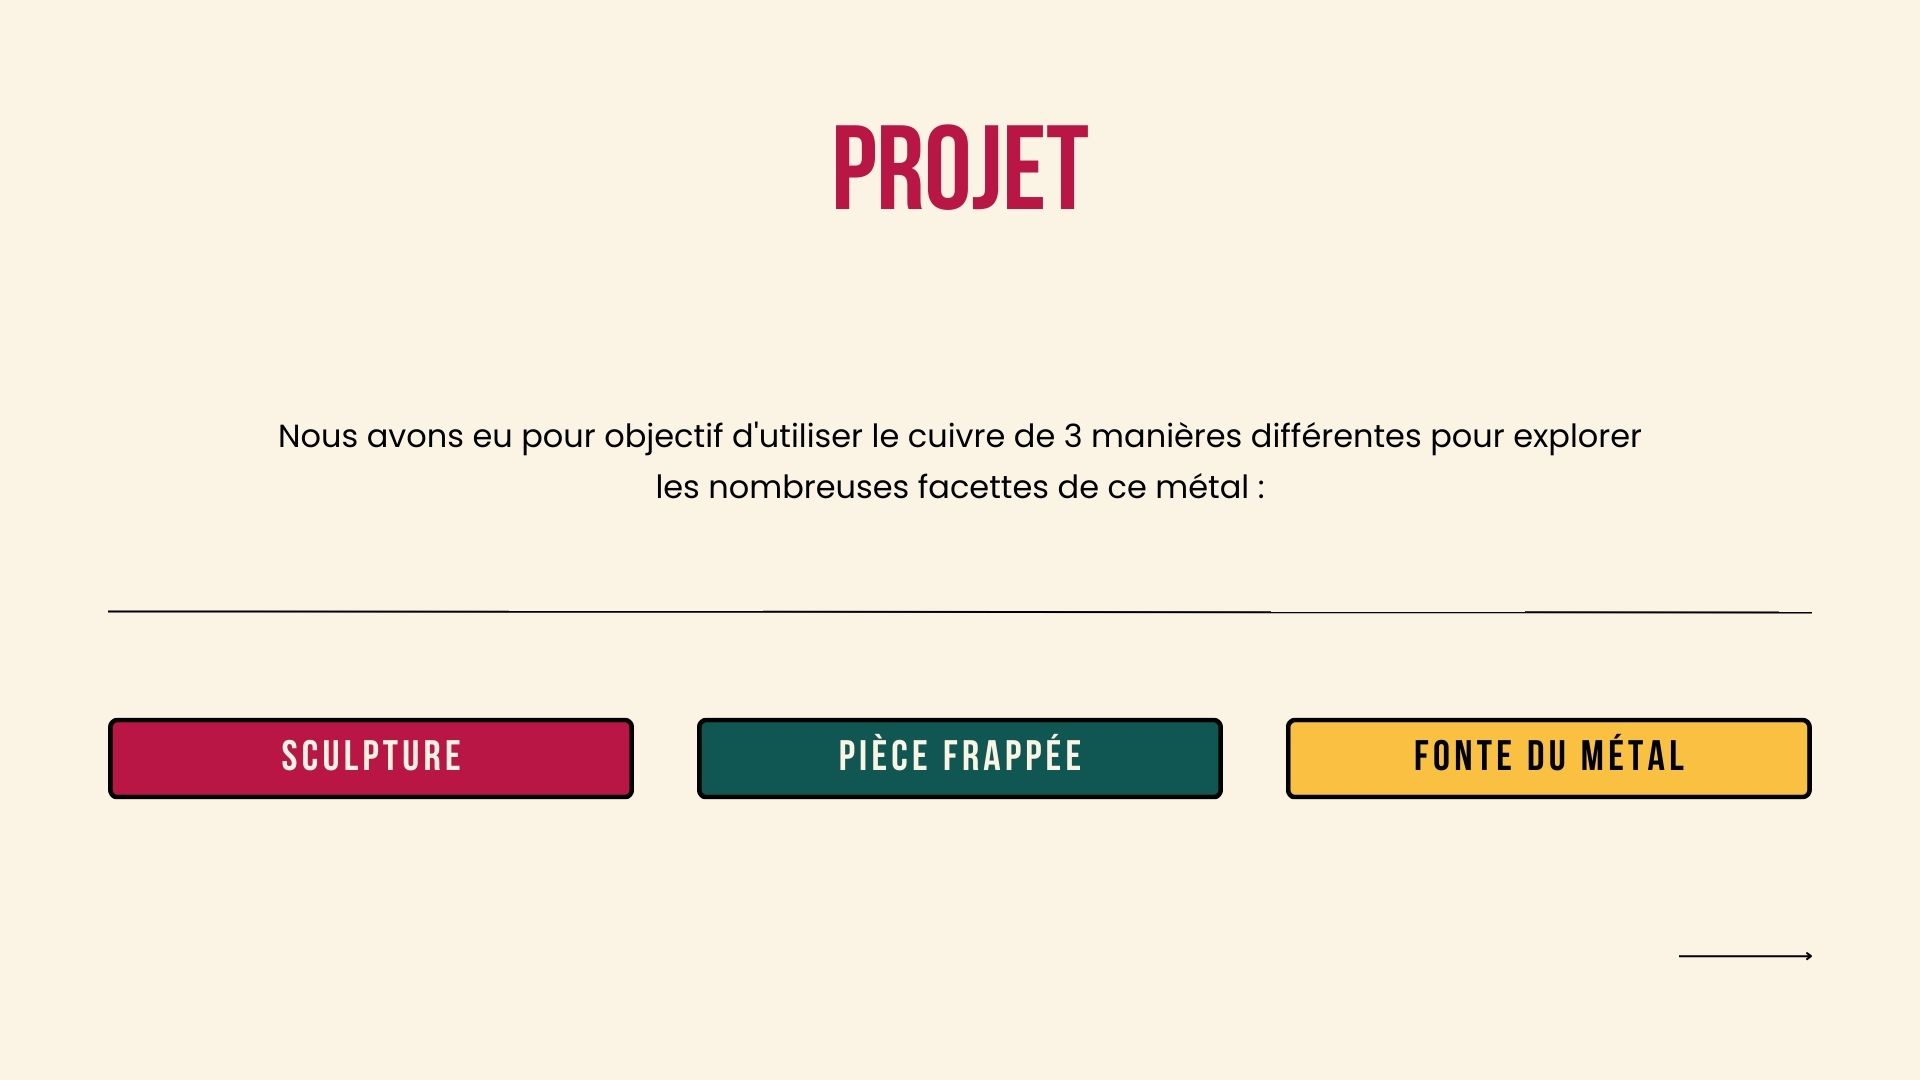 PROJET
Nous avons eu pour objectif d'utiliser le cuivre de 3 manières différentes pour explorer
les nombreuses facettes de ce métal :
SCULPTURE
PIÈCE FRAPPÉE
FONTE DU MÉTAL